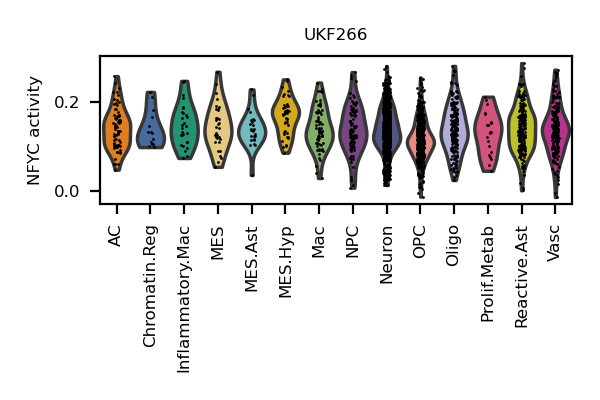 UKF266
NFYC activity
0.2
0.0
AC
Chromatin.Reg
Inflammatory.Mac
MES
MES.Ast
MES.Hyp
Mac
NPC
Neuron
OPC
Oligo
Prolif.Metab
Reactive.Ast
Vasc